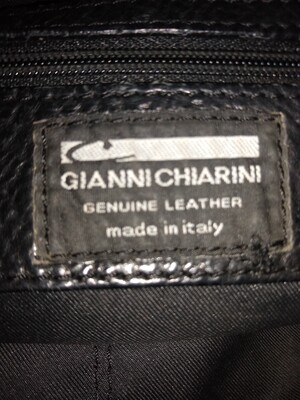 GIANNI CHIARINI
GENUINE LEATHER
made in italy